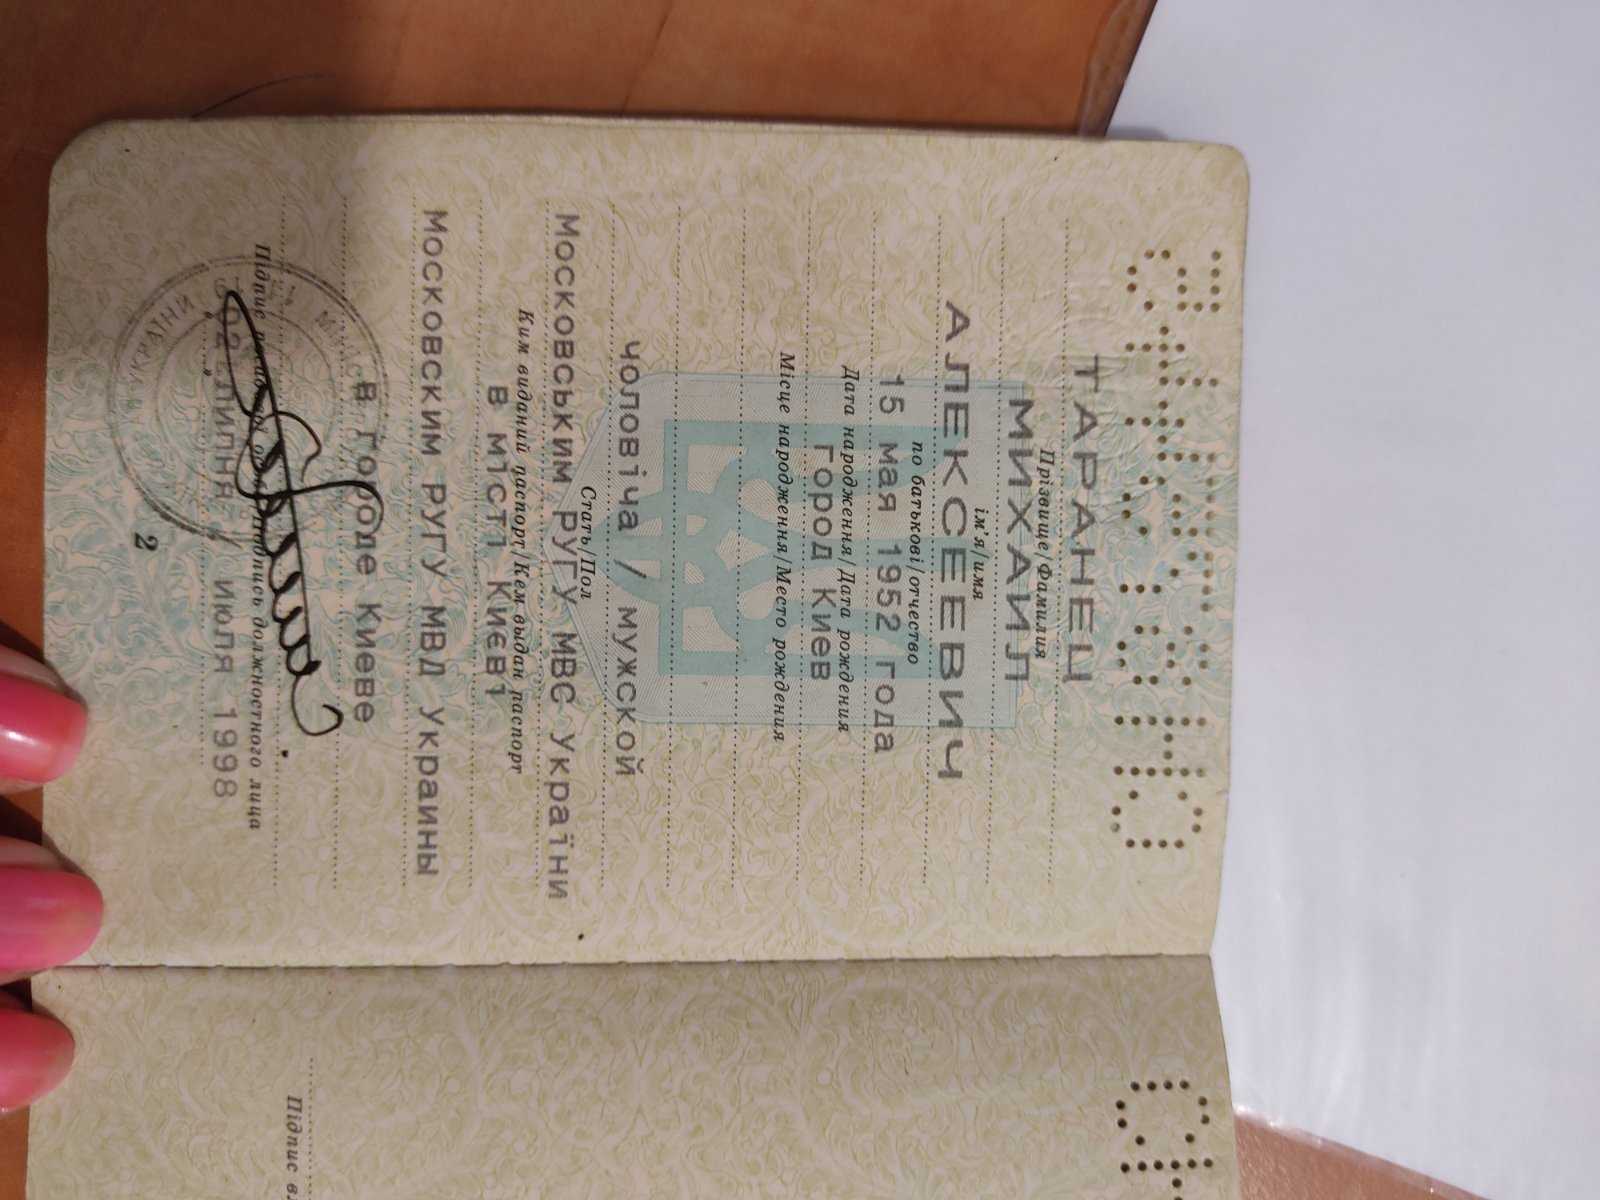 ТАРАНЕЦ
Прізвище/Фамилия
МИХАИЛ
ім'я/имя
АЛЕКСЕЕВИЧ
по батькові/отчество
15 мая 1952 года
Дата народження/Дата рождения
город Киев
Місце народження/Место рождения
чоловіча / мужской
Стать/Пол
Московським РУГУ МВС України
в місті Києві
Ким виданий паспорт/Кем выдан паспорт
Московским РУГУ МВД Украины
в городе Киеве
Підпис посадової особи/Подпись должностного лица
02 липня / июля 1998
2
Підпис